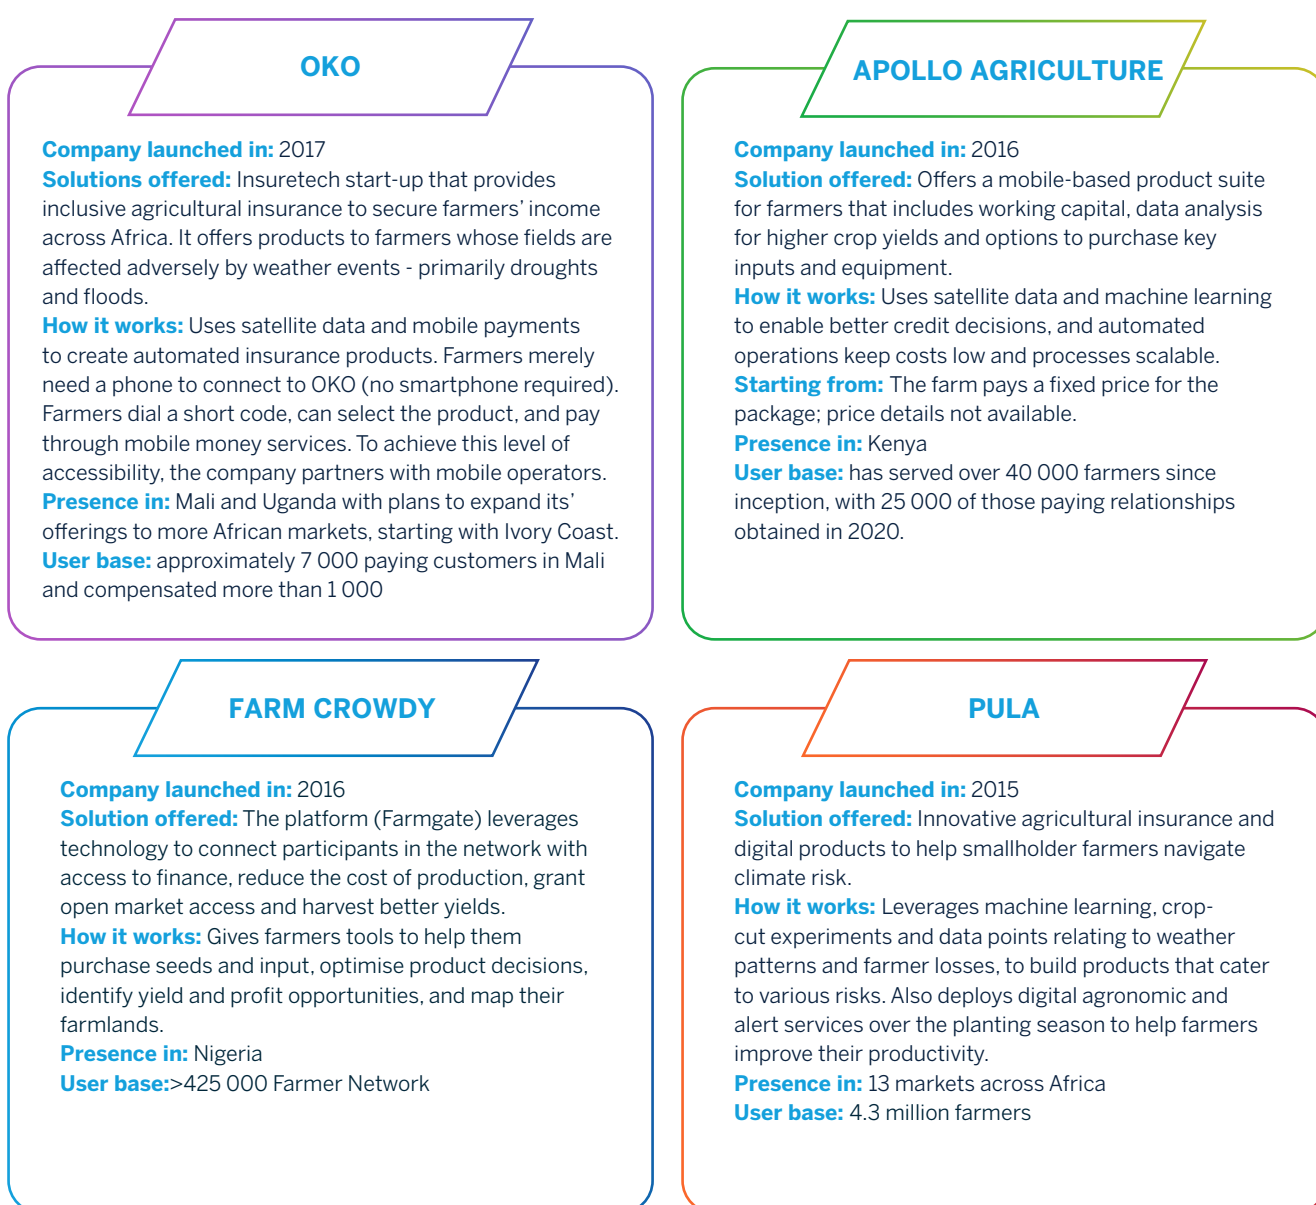 OKO
Company launched in: 2017
Solutions offered: Insuretech start-up that provides
inclusive agricultural insurance to secure farmers’ income
across Africa. It offers products to farmers whose fields are
affected adversely by weather events - primarily droughts
and floods.
How it works: Uses satellite data and mobile payments
to create automated insurance products. Farmers merely
need a phone to connect to OKO (no smartphone required).
Farmers dial a short code, can select the product, and pay
through mobile money services. To achieve this level of
accessibility, the company partners with mobile operators.
Presence in: Mali and Uganda with plans to expand its’
offerings to more African markets, starting with Ivory Coast.
User base: approximately 7 000 paying customers in Mali
and compensated more than 1 000
APOLLO AGRICULTURE
Company launched in: 2016
Solution offered: Offers a mobile-based product suite
for farmers that includes working capital, data analysis
for higher crop yields and options to purchase key
inputs and equipment.
How it works: Uses satellite data and machine learning
to enable better credit decisions, and automated
operations keep costs low and processes scalable.
Starting from: The farm pays a fixed price for the
package; price details not available.
Presence in: Kenya
User base: has served over 40 000 farmers since
inception, with 25 000 of those paying relationships
obtained in 2020.
FARM CROWDY
Company launched in: 2016
Solution offered: The platform (Farmgate) leverages
technology to connect participants in the network with
access to finance, reduce the cost of production, grant
open market access and harvest better yields.
How it works: Gives farmers tools to help them
purchase seeds and input, optimise product decisions,
identify yield and profit opportunities, and map their
farmlands.
Presence in: Nigeria
User base:>425 000 Farmer Network
PULA
Company launched in: 2015
Solution offered: Innovative agricultural insurance and
digital products to help smallholder farmers navigate
climate risk.
How it works: Leverages machine learning, crop-
cut experiments and data points relating to weather
patterns and farmer losses, to build products that cater
to various risks. Also deploys digital agronomic and
alert services over the planting season to help farmers
improve their productivity.
Presence in: 13 markets across Africa
User base: 4.3 million farmers